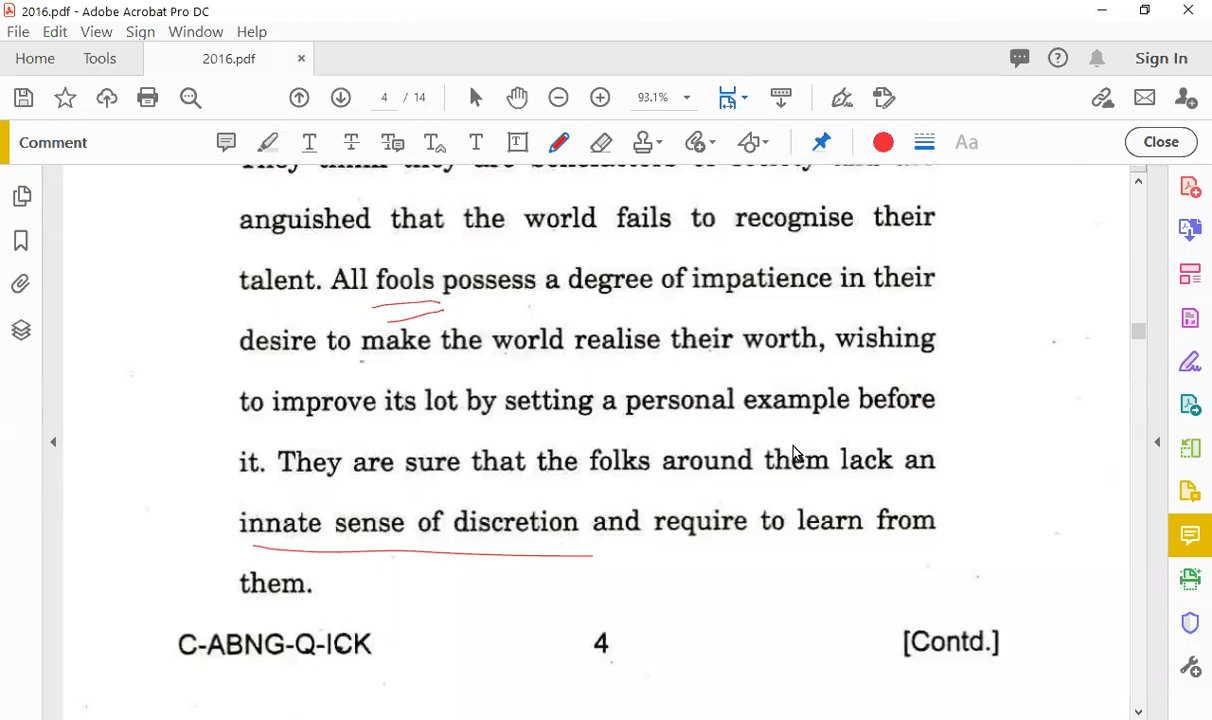 2016.pdf - Adobe Acrobat Pro DC
File Edit View Sign Window Help
Home Tools 2016.pdf × Sign In
4 / 14 93.1%
Comment Aa Close
anguished that the world fails to recognise their
talent. All fools possess a degree of impatience in their
desire to make the world realise their worth, wishing
to improve its lot by setting a personal example before
it. They are sure that the folks around them lack an
innate sense of discretion and require to learn from
them.
C-ABNG-Q-ICK 4 [Contd.]